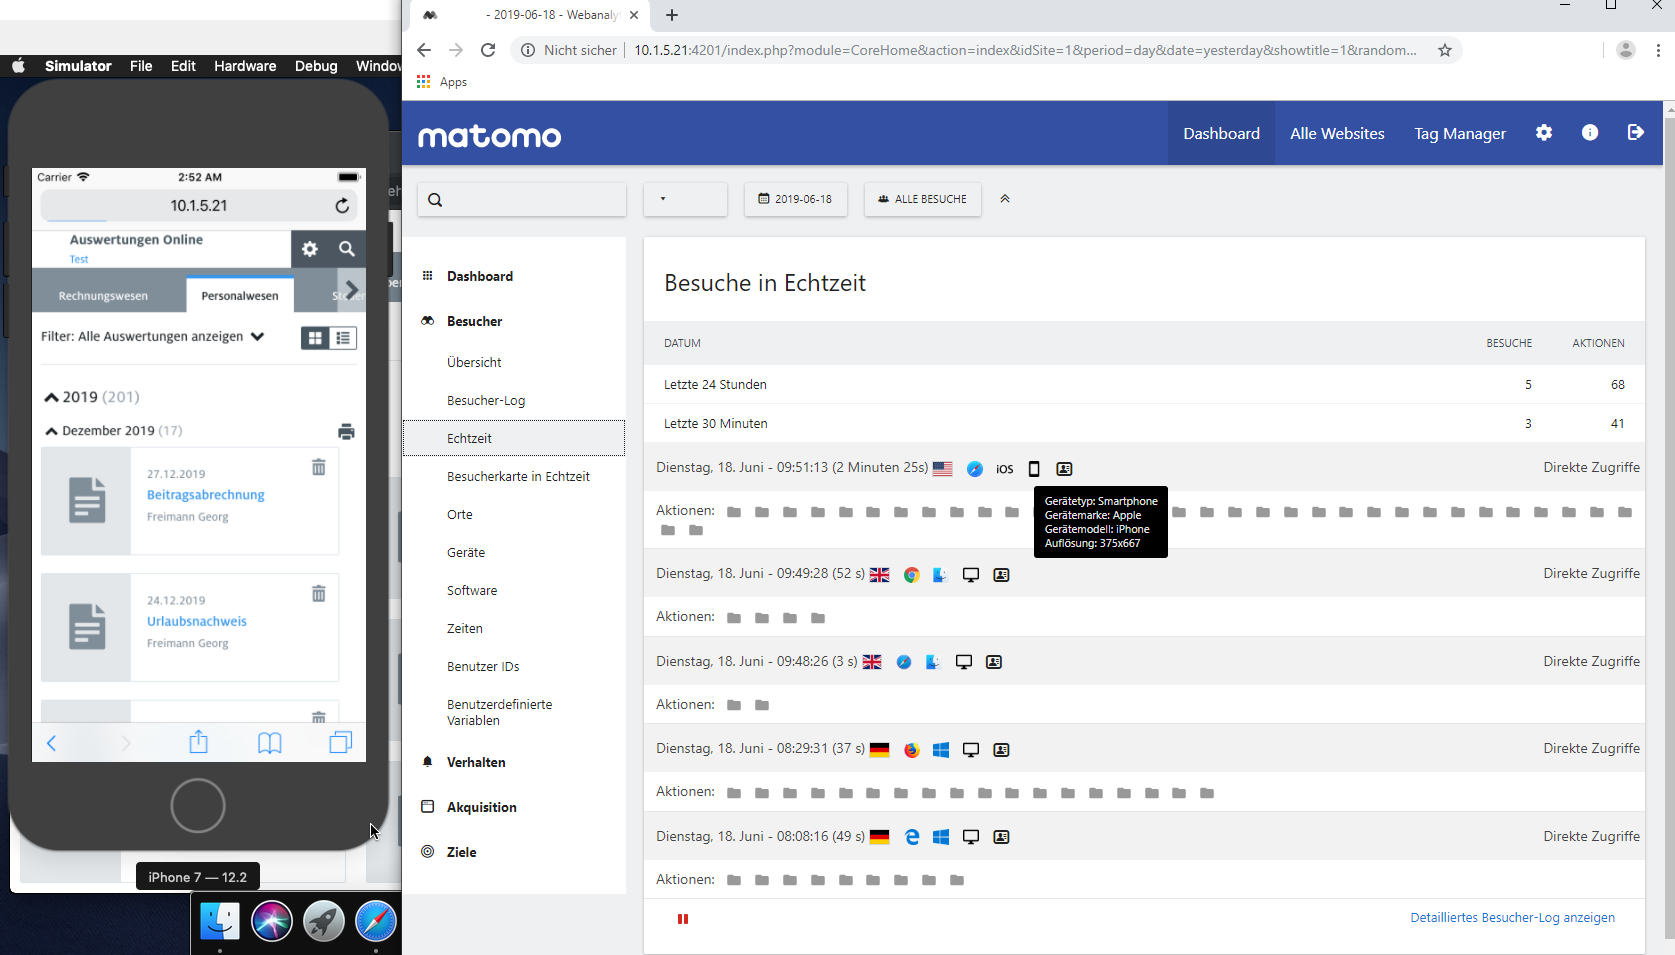 Simulator File Edit Hardware Debug Window
Carrier 2:52 AM
10.1.5.21
Auswertungen Online
Test
Rechnungswesen Personalwesen
Filter: Alle Auswertungen anzeigen
2019 (201)
Dezember 2019 (17)
27.12.2019
Beitragsabrechnung
Freimann Georg
24.12.2019
Urlaubsnachweis
Freimann Georg
iPhone 7 — 12.2
- 2019-06-18 - Webanaly
Nicht sicher 10.1.5.21:4201/index.php?module=CoreHome&action=index&idSite=1&period=day&date=yesterday&showtitle=1&random...
Apps
matomo
Dashboard Alle Websites Tag Manager
2019-06-18 ALLE BESUCHE
Dashboard
Besucher
Übersicht
Besucher-Log
Echtzeit
Besucherkarte in Echtzeit
Orte
Geräte
Software
Zeiten
Benutzer IDs
Benutzerdefinierte
Variablen
Verhalten
Akquisition
Ziele
Besuche in Echtzeit
DATUM BESUCHE AKTIONEN
Letzte 24 Stunden 5 68
Letzte 30 Minuten 3 41
Dienstag, 18. Juni - 09:51:13 (2 Minuten 25s) iOS Direkte Zugriffe
Aktionen:
Gerätetyp: Smartphone
Gerätemarke: Apple
Gerätemodell: iPhone
Auflösung: 375x667
Dienstag, 18. Juni - 09:49:28 (52 s) Direkte Zugriffe
Aktionen:
Dienstag, 18. Juni - 09:48:26 (3 s) Direkte Zugriffe
Aktionen:
Dienstag, 18. Juni - 08:29:31 (37 s) Direkte Zugriffe
Aktionen:
Dienstag, 18. Juni - 08:08:16 (49 s) Direkte Zugriffe
Aktionen:
Detailliertes Besucher-Log anzeigen